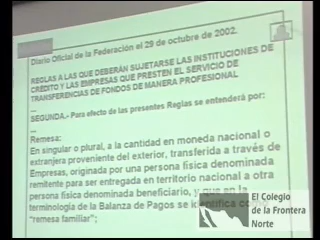 Diario Oficial de la Federación el 29 de octubre de 2002.
REGLAS A LAS QUE DEBERÁN SUJETARSE LAS INSTITUCIONES DE
CRÉDITO Y LAS EMPRESAS QUE PRESTEN EL SERVICIO DE
TRANSFERENCIAS DE FONDOS DE MANERA PROFESIONAL
...
SEGUNDA.- Para efecto de las presentes Reglas se entenderá por:
...
Remesa:
En singular o plural, a la cantidad en moneda nacional o
extranjera proveniente del exterior, transferida a través de
Empresas, originada por una persona física denominada
remitente para ser entregada en territorio nacional a otra
persona física denominada beneficiario, y que en la
terminología de la Balanza de Pagos se identifica
"remesa familiar";
El Colegio
de la Frontera
Norte